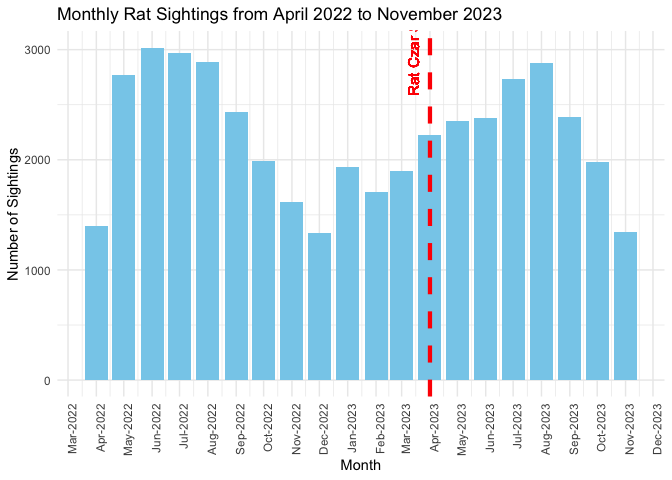 Monthly Rat Sightings from April 2022 to November 2023
Rat Czar
Number of Sightings
3000
2000
1000
0
Mar-2022
Apr-2022
May-2022
Jun-2022
Jul-2022
Aug-2022
Sep-2022
Oct-2022
Nov-2022
Dec-2022
Jan-2023
Feb-2023
Mar-2023
Apr-2023
May-2023
Jun-2023
Jul-2023
Aug-2023
Sep-2023
Oct-2023
Nov-2023
Dec-2023
Month